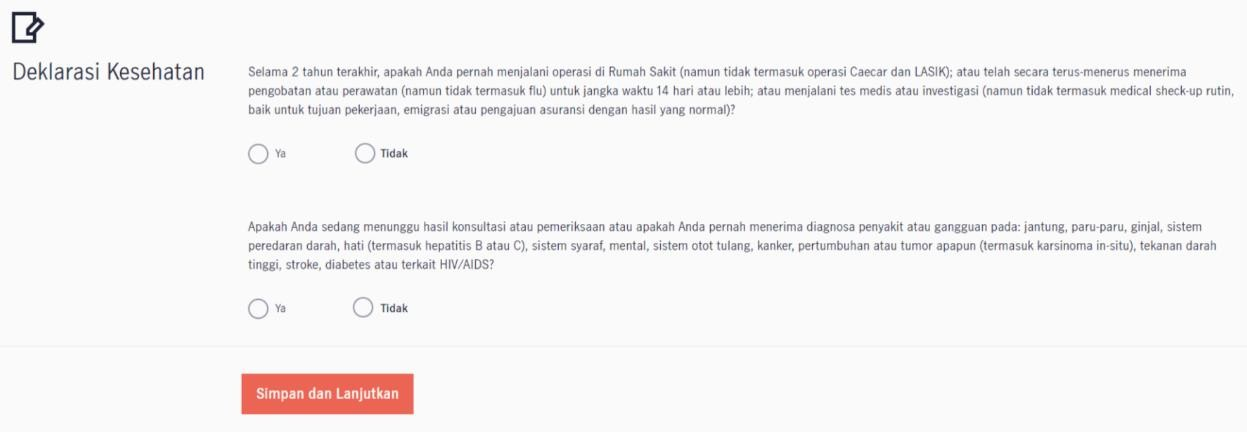 Deklarasi Kesehatan
Selama 2 tahun terakhir, apakah Anda pernah menjalani operasi di Rumah Sakit (namun tidak termasuk operasi Caecar dan LASIK); atau telah secara terus-menerus menerima
pengobatan atau perawatan (namun tidak termasuk flu) untuk jangka waktu 14 hari atau lebih; atau menjalani tes medis atau investigasi (namun tidak termasuk medical sheck-up rutin,
baik untuk tujuan pekerjaan, emigrasi atau pengajuan asuransi dengan hasil yang normal)?
Ya Tidak
Apakah Anda sedang menunggu hasil konsultasi atau pemeriksaan atau apakah Anda pernah menerima diagnosa penyakit atau gangguan pada: jantung, paru-paru, ginjal, sistem
peredaran darah, hati (termasuk hepatitis B atau C), sistem syaraf, mental, sistem otot tulang, kanker, pertumbuhan atau tumor apapun (termasuk karsinoma in-situ), tekanan darah
tinggi, stroke, diabetes atau terkait HIV/AIDS?
Ya Tidak
Simpan dan Lanjutkan